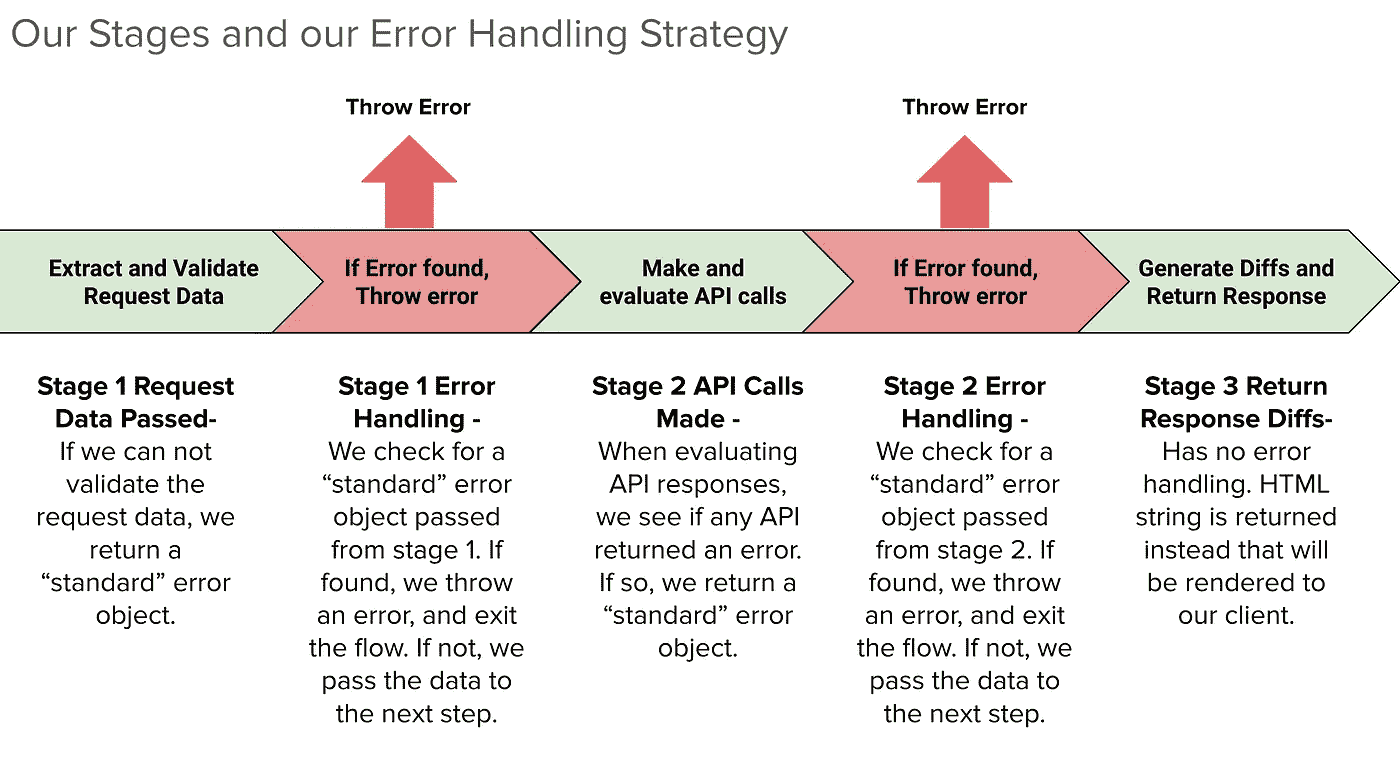 Our Stages and our Error Handling Strategy
Throw Error
Throw Error
Extract and Validate
Request Data
If Error found,
Throw error
Make and
evaluate API calls
If Error found,
Throw error
Generate Diffs and
Return Response
Stage 1 Request
Data Passed-
If we can not
validate the
request data, we
return a
“standard” error
object.
Stage 1 Error
Handling -
We check for a
“standard” error
object passed
from stage 1. If
found, we throw
an error, and exit
the flow. If not, we
pass the data to
the next step.
Stage 2 API Calls
Made -
When evaluating
API responses,
we see if any API
returned an error.
If so, we return a
“standard” error
object.
Stage 2 Error
Handling -
We check for a
“standard” error
object passed
from stage 2. If
found, we throw
an error, and exit
the flow. If not, we
pass the data to
the next step.
Stage 3 Return
Response Diffs-
Has no error
handling. HTML
string is returned
instead that will
be rendered to
our client.